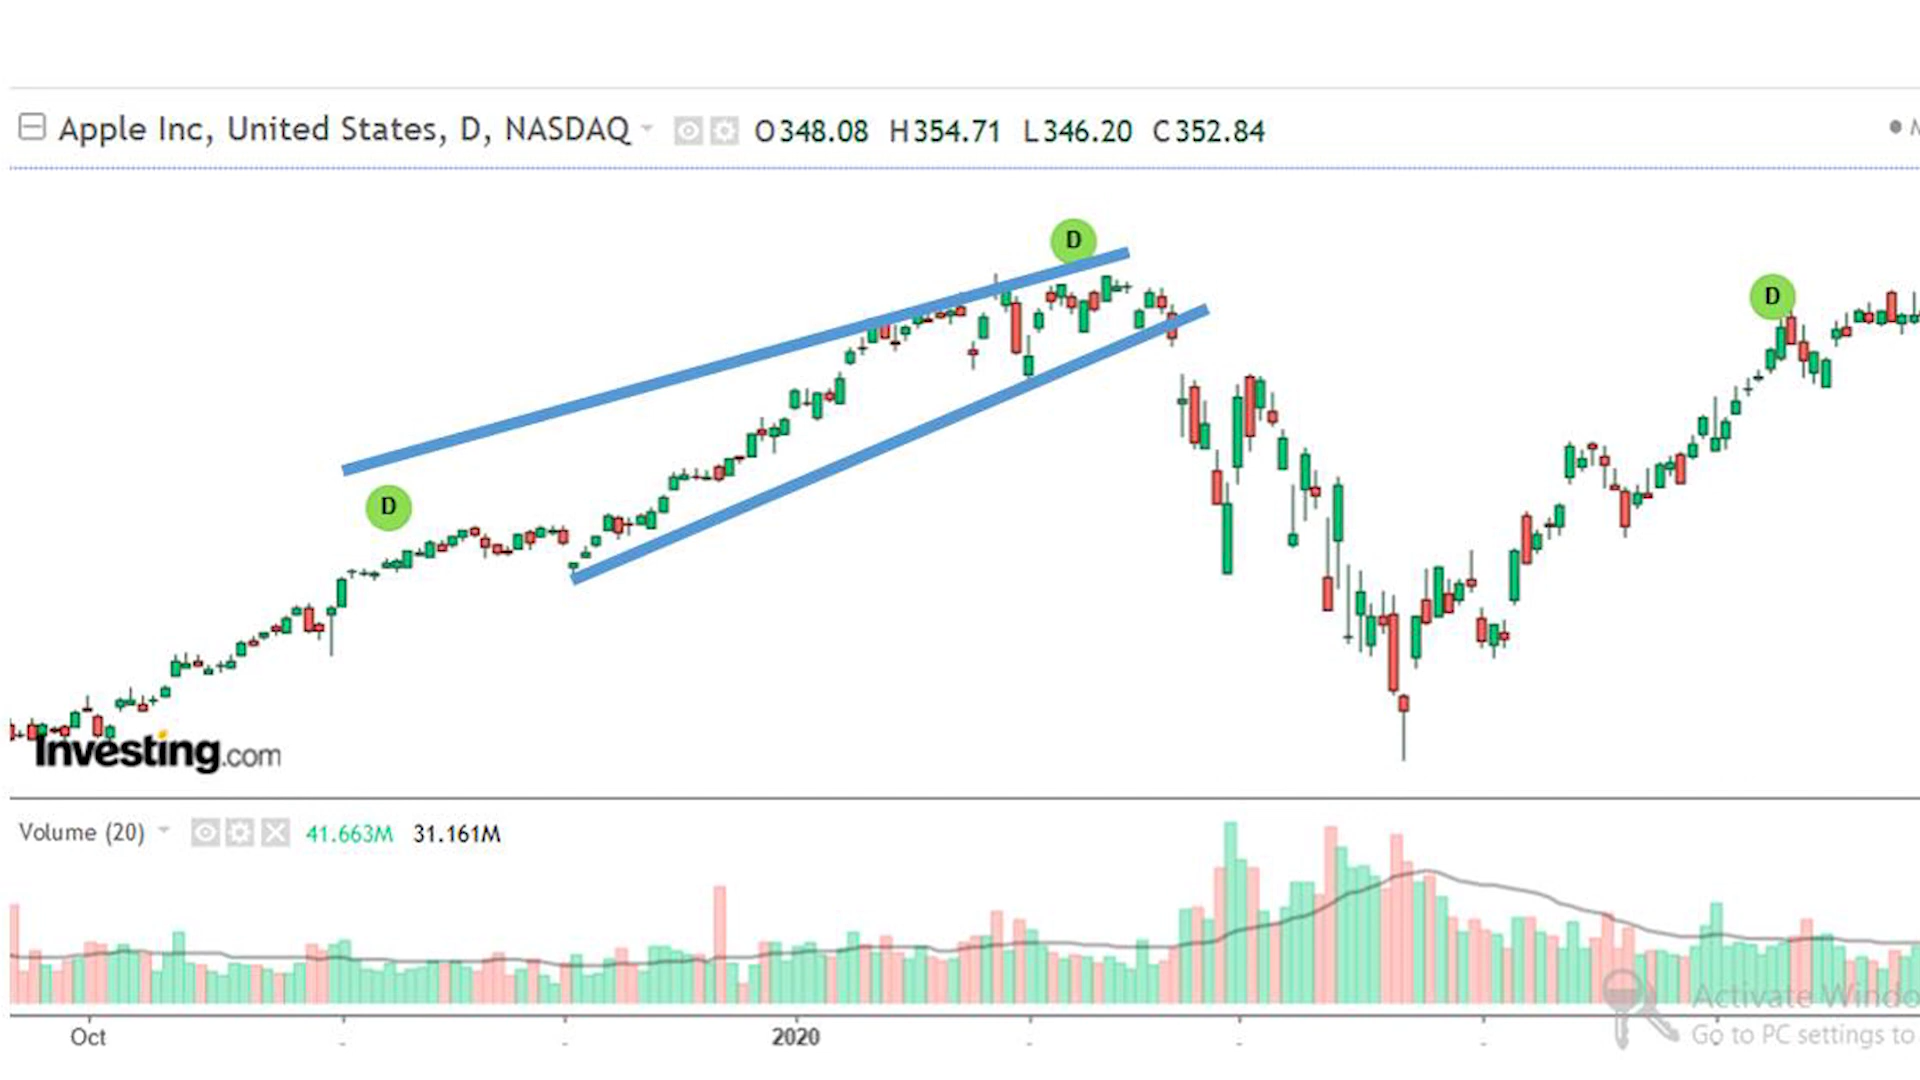 Apple Inc, United States, D, NASDAQ O348.08 H354.71 L346.20 C352.84
D
D
D
Investing.com
Volume (20) 41.663M 31.161M
Activate Windo
Go to PC settings to
Oct 2020